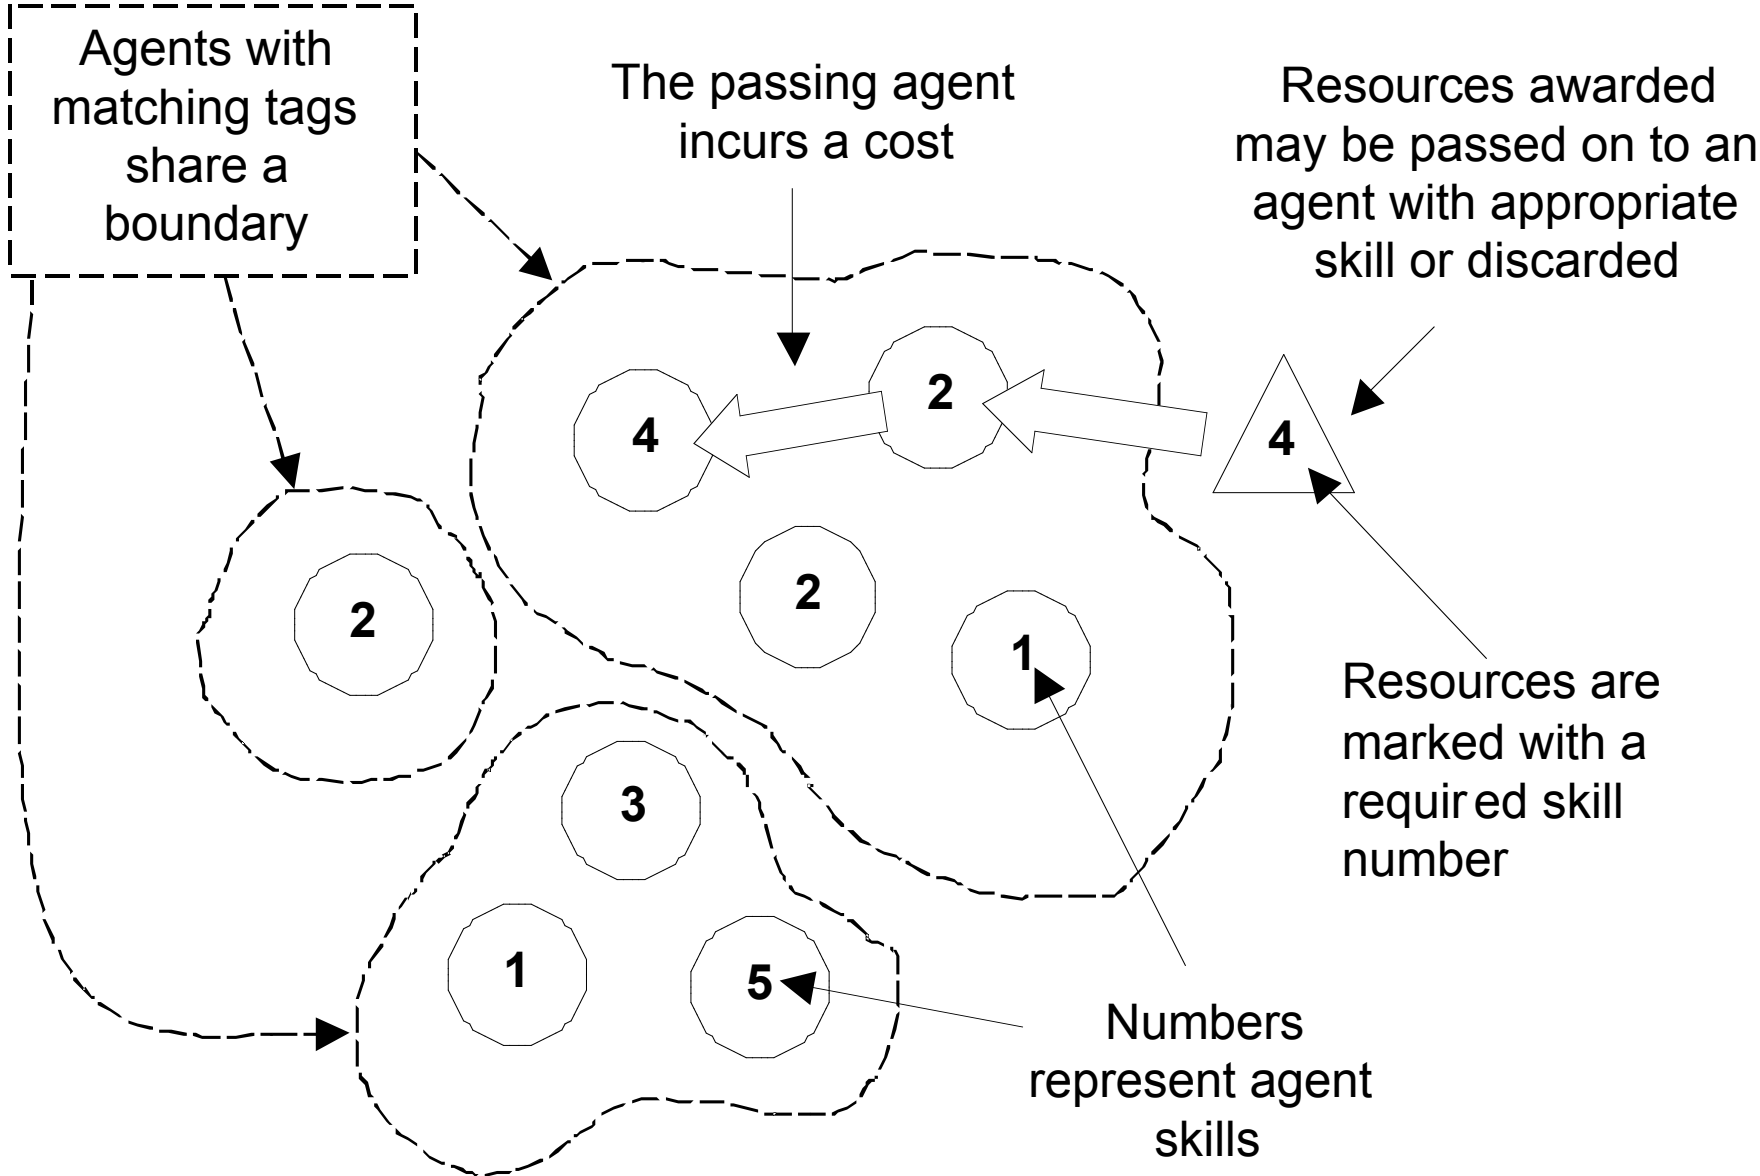 Agents with
matching tags
share a
boundary
The passing agent
incurs a cost
Resources awarded
may be passed on to an
agent with appropriate
skill or discarded
4
2
4
2
2
1
3
1
5
Resources are
marked with a
required skill
number
Numbers
represent agent
skills